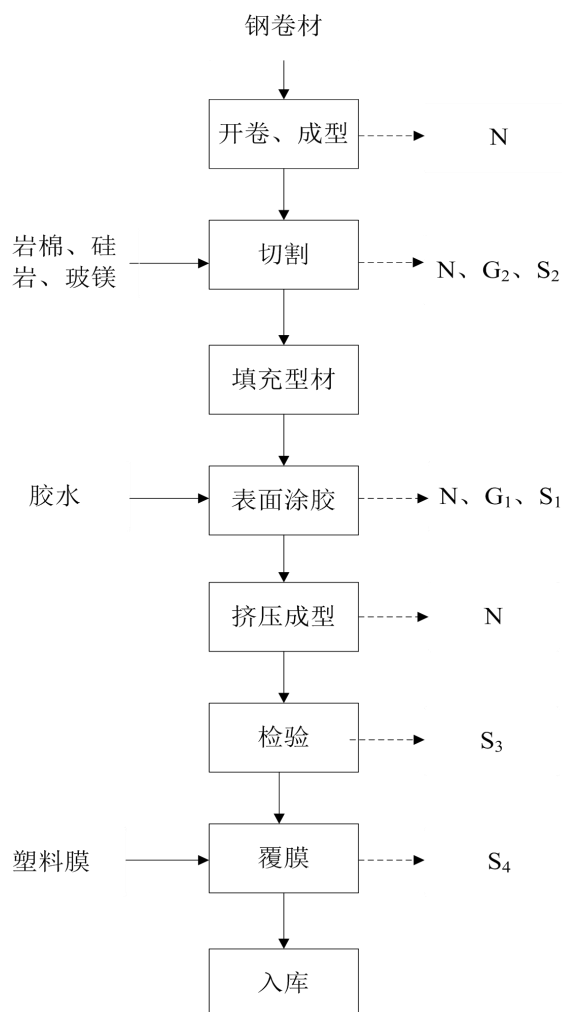 钢卷材
开卷、成型
N
岩棉、硅
岩、玻镁
切割
N、G₂、S₂
填充型材
胶水
表面涂胶
N、G₁、S₁
挤压成型
N
检验
S₃
塑料膜
覆膜
S₄
入库